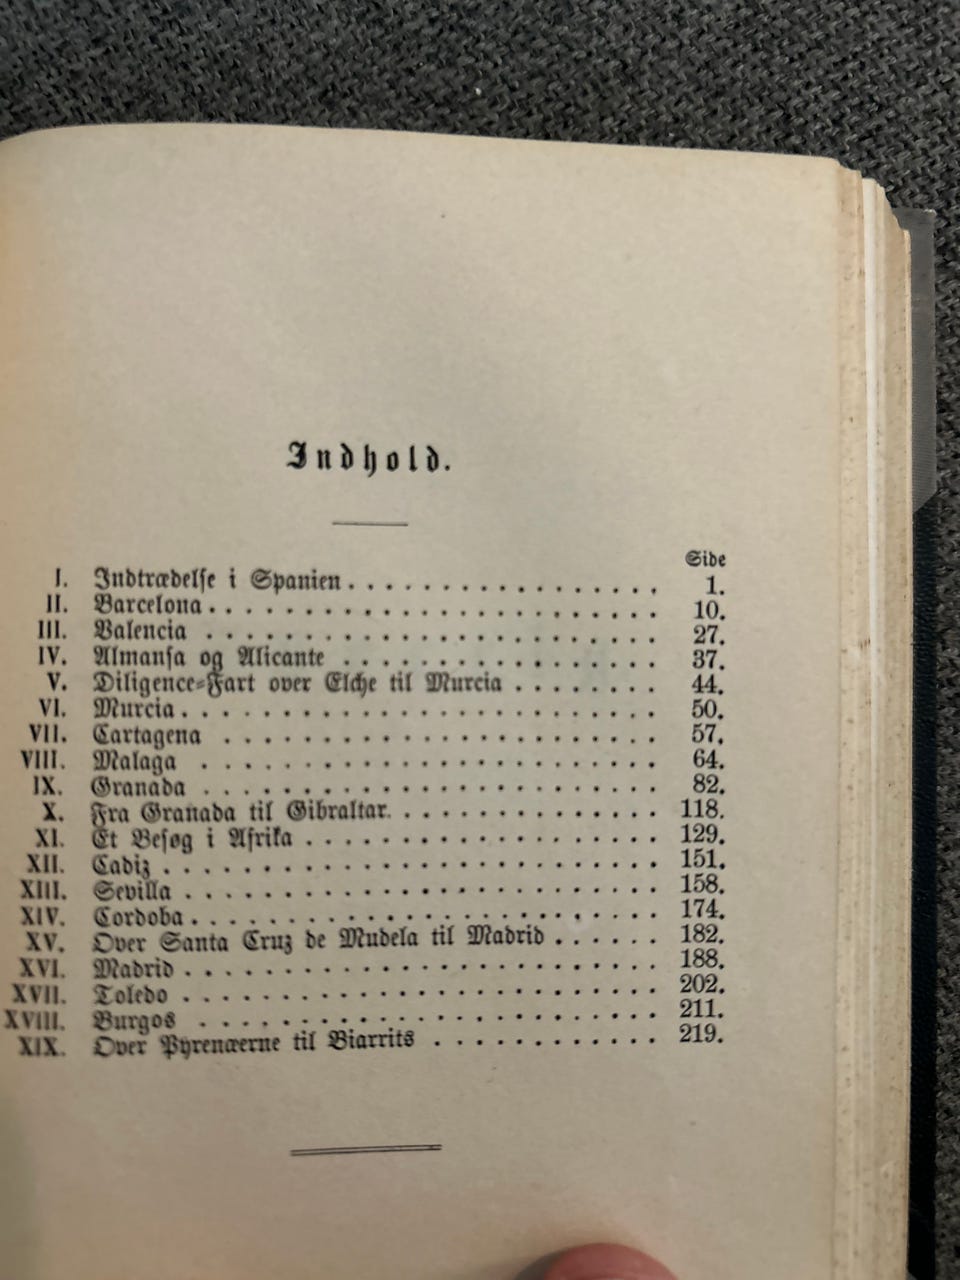 Indhold.
Side
I. Indtrædelse i Spanien . . . . . . . . . . . . . . . . 1.
II. Barcelona . . . . . . . . . . . . . . . . . . . . . . . 10.
III. Valencia . . . . . . . . . . . . . . . . . . . . . . . 27.
IV. Almansa og Alicante . . . . . . . . . . . . . . . . 37.
V. Diligence-Fart over Elche til Murcia . . . . . . . . 44.
VI. Murcia . . . . . . . . . . . . . . . . . . . . . . . . 50.
VII. Cartagena . . . . . . . . . . . . . . . . . . . . . . 57.
VIII. Malaga . . . . . . . . . . . . . . . . . . . . . . . 64.
IX. Granada . . . . . . . . . . . . . . . . . . . . . . . 82.
X. Fra Granada til Gibraltar. . . . . . . . . . . . . . 118.
XI. Et Besøg i Afrika . . . . . . . . . . . . . . . . . . 129.
XII. Cadiz . . . . . . . . . . . . . . . . . . . . . . . . . 151.
XIII. Sevilla . . . . . . . . . . . . . . . . . . . . . . . . 158.
XIV. Cordoba . . . . . . . . . . . . . . . . . . . . . . . . 174.
XV. Over Santa Cruz de Mudela til Madrid . . . . . . 182.
XVI. Madrid . . . . . . . . . . . . . . . . . . . . . . . . 188.
XVII. Toledo . . . . . . . . . . . . . . . . . . . . . . . . 202.
XVIII. Burgos . . . . . . . . . . . . . . . . . . . . . . . 211.
XIX. Over Pyrenæerne til Biarrits . . . . . . . . . . . . 219.